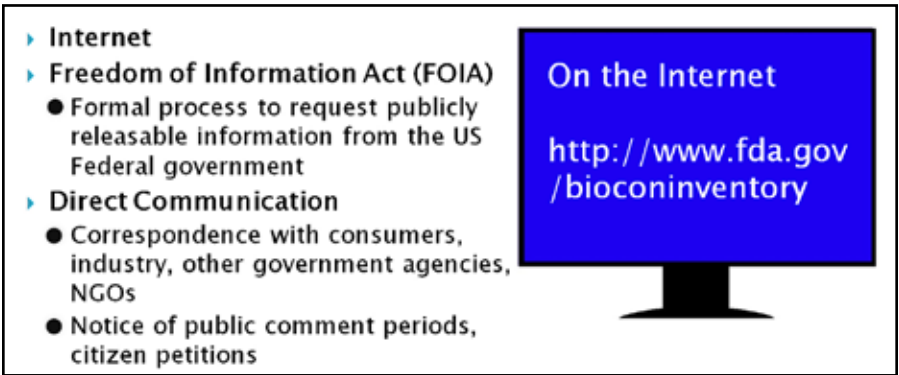 Internet
Freedom of Information Act (FOIA)
Formal process to request publicly
releasable information from the US
Federal government
Direct Communication
Correspondence with consumers,
industry, other government agencies,
NGOs
Notice of public comment periods,
citizen petitions
On the Internet
http://www.fda.gov
/bioconinventory